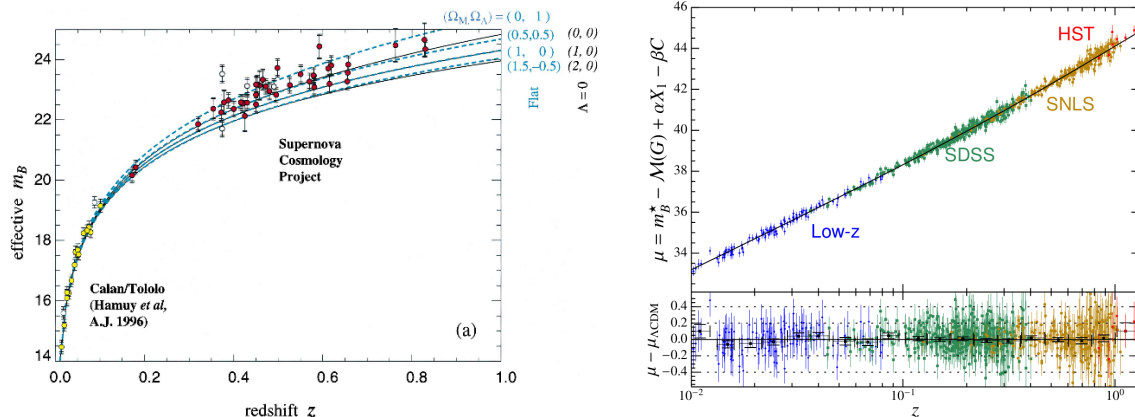 (Ω_M, Ω_Λ) = ( 0, 1 )
(0.5,0.5) (0, 0)
( 1, 0 ) (1, 0)
(1.5,–0.5) (2, 0)
Flat
Λ = 0
effective m_B
26
24
22
20
18
16
14
Supernova
Cosmology
Project
Calan/Tololo
(Hamuy et al,
A.J. 1996)
(a)
0.0 0.2 0.4 0.6 0.8 1.0
redshift z
μ = m*_B − M(G) + αX_1 − βC
46
44
42
40
38
36
34
HST
SNLS
SDSS
Low-z
μ − μ_ΛCDM
0.4
0.2
0.0
−0.2
−0.4
10^−2 10^−1 10^0
z